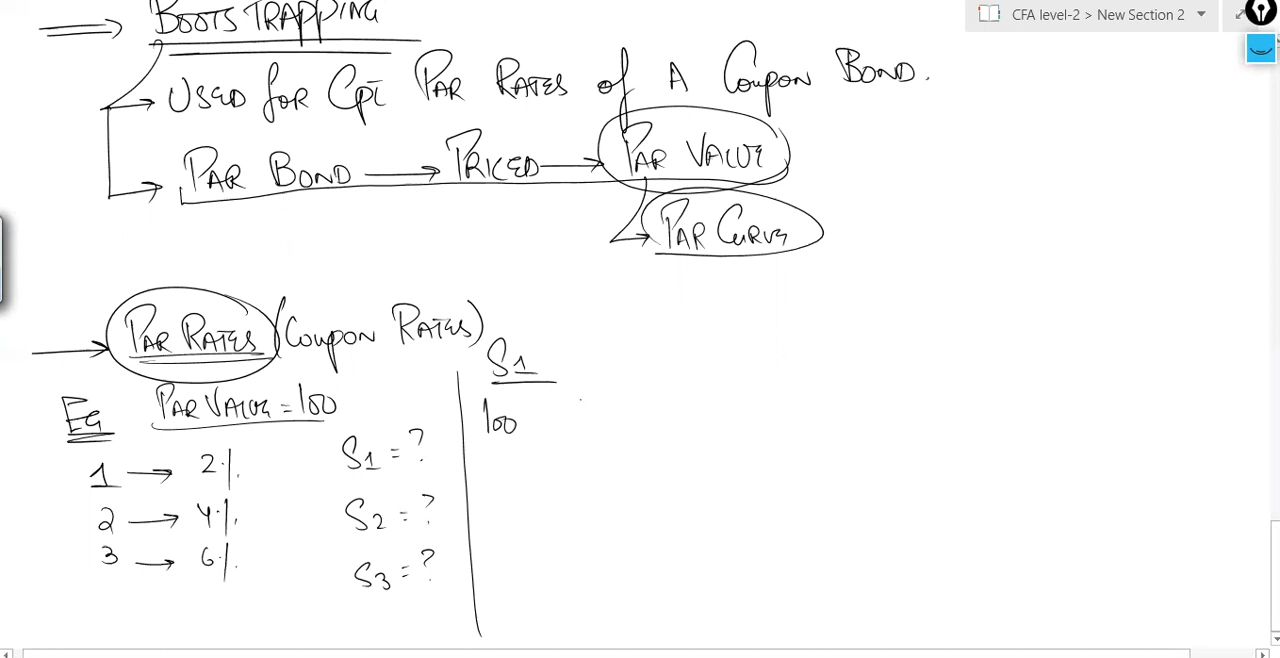 CFA level-2 > New Section 2
BOOTSTRAPPING
USED FOR CPT PAR RATES of A COUPON BOND.
PAR BOND → PRICED → PAR VALUE
PAR CURVE
PAR RATES (COUPON RATES)
S1
EG PAR VALUE = 100
100
1 → 2% S1 = ?
2 → 4% S2 = ?
3 → 6% S3 = ?